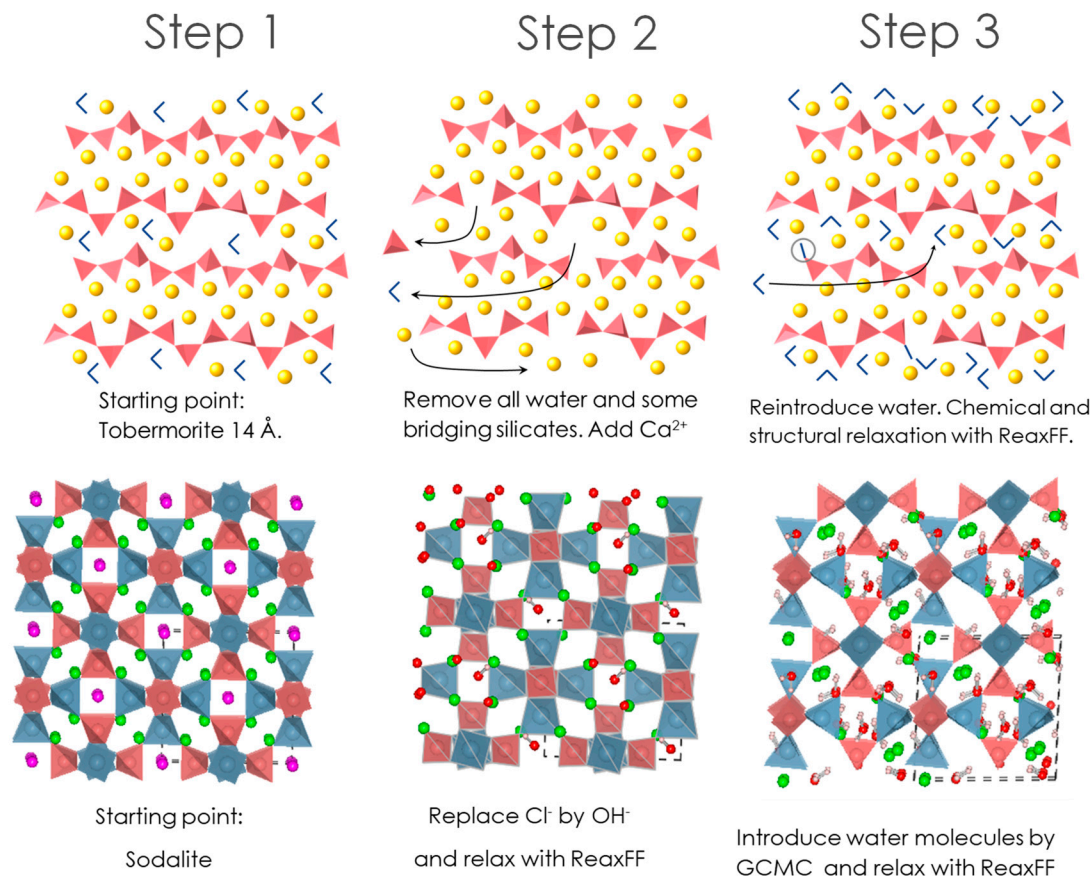 Step 1
Step 2
Step 3
Starting point:
Tobermorite 14 Å.
Remove all water and some
bridging silicates. Add Ca²⁺
Reintroduce water. Chemical and
structural relaxation with ReaxFF.
Starting point:
Sodalite
Replace Cl⁻ by OH⁻
and relax with ReaxFF
Introduce water molecules by
GCMC and relax with ReaxFF